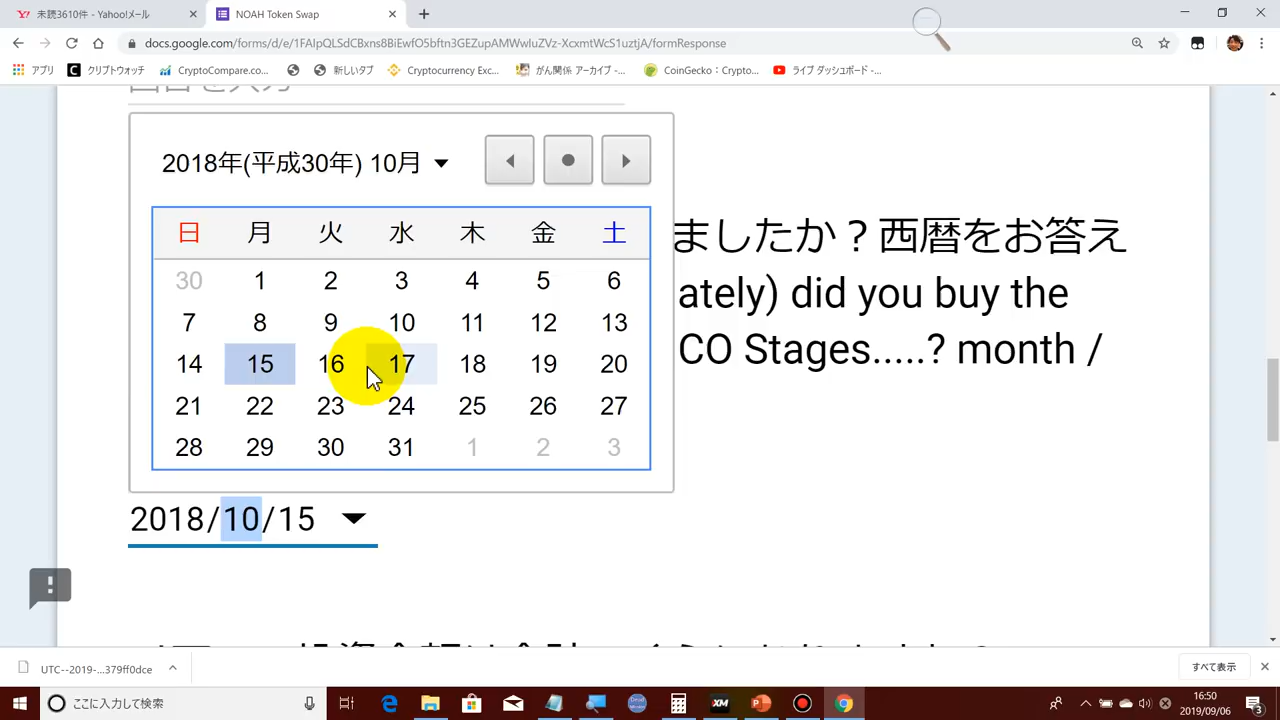 未読3610件 - Yahoo!メール
NOAH Token Swap
docs.google.com/forms/d/e/1FAIpQLSdCBxns8BiEwfO5bftn3GEZupAMWwIuZVz-XcxmtWcS1uztjA/formResponse
アプリ
クリプトウォッチ
CryptoCompare.co...
新しいタブ
Cryptocurrency Exc...
がん関係 アーカイブ -...
CoinGecko：Crypto...
ライブ ダッシュボード -...
2018年(平成30年) 10月
日 月 火 水 木 金 土
30 1 2 3 4 5 6
7 8 9 10 11 12 13
14 15 16 17 18 19 20
21 22 23 24 25 26 27
28 29 30 31 1 2 3
ましたか？西暦をお答え
ately) did you buy the
CO Stages.....? month /
2018/10/15
UTC--2019-...379ff0dce
すべて表示
ここに入力して検索
XM
16:50
2019/09/06
3